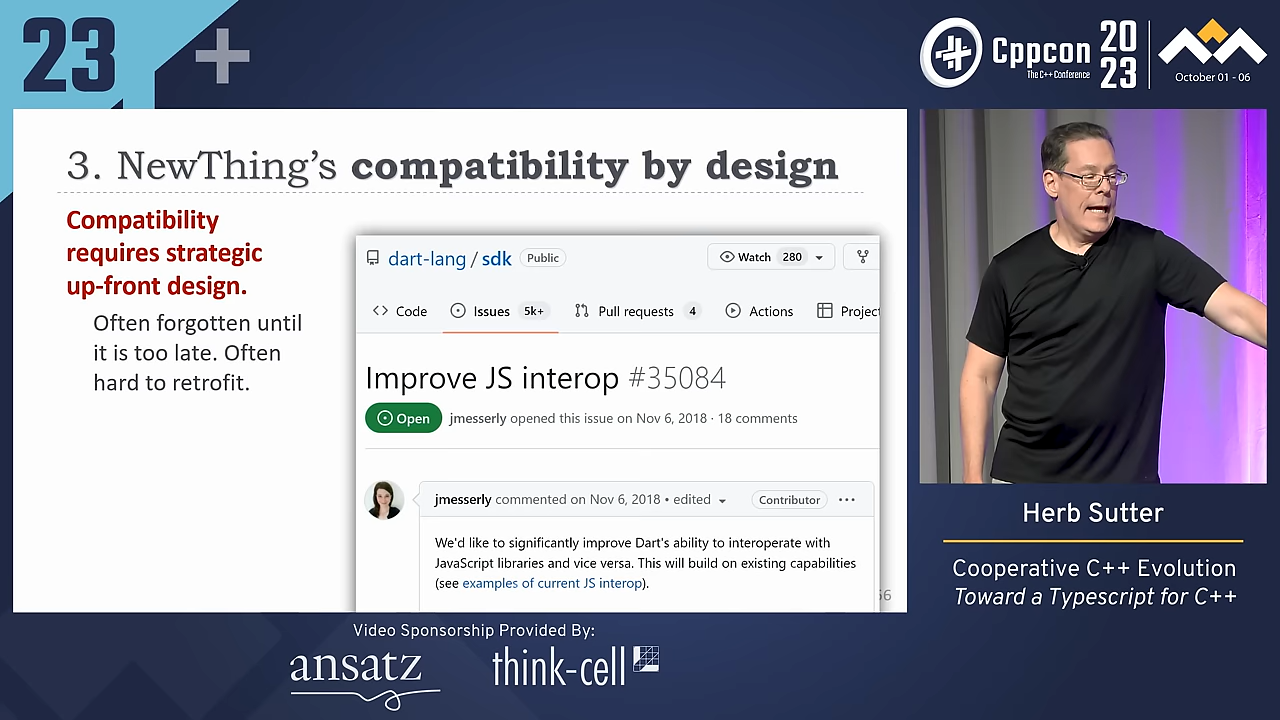 23
Cppcon
The C++ Conference
20
23
October 01 - 06
3. NewThing's compatibility by design
Compatibility
requires strategic
up-front design.
Often forgotten until
it is too late. Often
hard to retrofit.
dart-lang / sdk Public
Watch 280
Code Issues 5k+ Pull requests 4 Actions Project
Improve JS interop #35084
Open jmesserly opened this issue on Nov 6, 2018 · 18 comments
jmesserly commented on Nov 6, 2018 • edited Contributor ...
We'd like to significantly improve Dart's ability to interoperate with
JavaScript libraries and vice versa. This will build on existing capabilities
(see examples of current JS interop).
Herb Sutter
Cooperative C++ Evolution
Toward a Typescript for C++
Video Sponsorship Provided By:
ansatz
think-cell